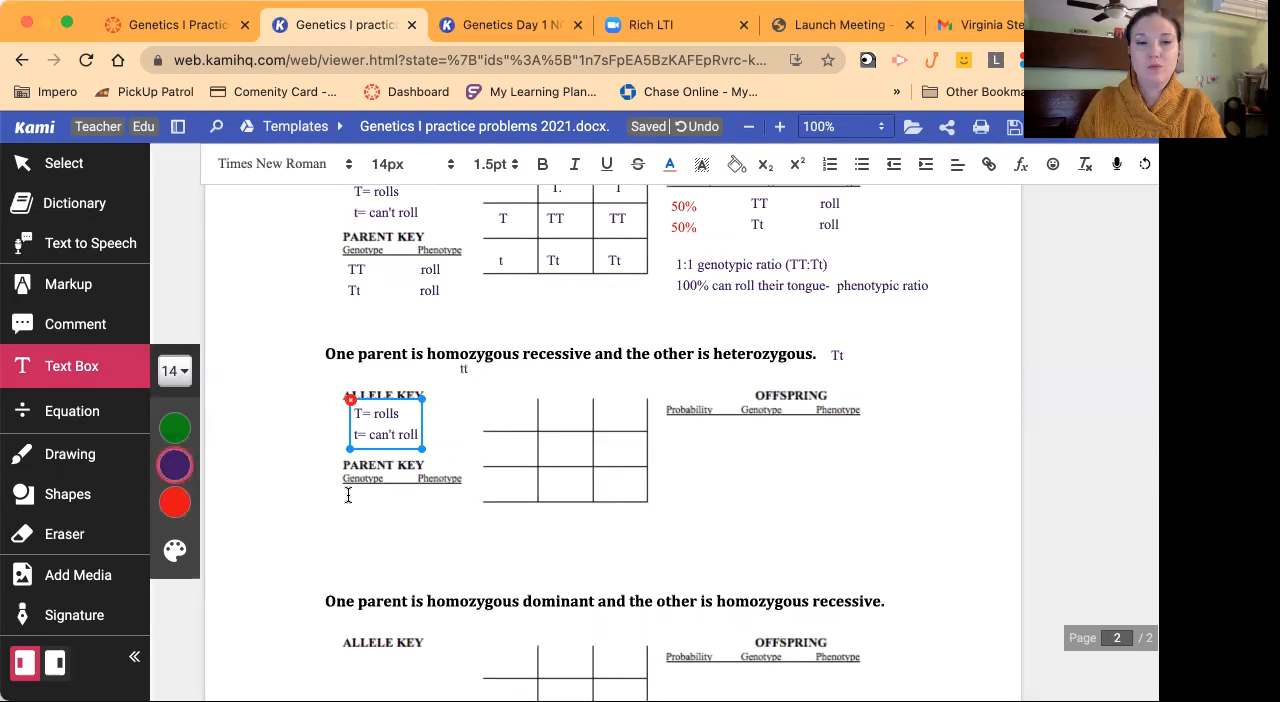 Genetics I Practic
Genetics I practic
Genetics Day 1 NO
Rich LTI
Launch Meeting -
Virginia Ste
web.kamihq.com/web/viewer.html?state=%7B"ids"%3A%5B"1n7sFpEA5BzKAFEpRvrc-k...
Impero
PickUp Patrol
Comenity Card -...
Dashboard
My Learning Plan...
Chase Online - My...
»
Other Bookma
Kami
Teacher
Edu
Templates
Genetics I practice problems 2021.docx.
Saved
Undo
100%
Select
Dictionary
Text to Speech
Markup
Comment
Text Box
Equation
Drawing
Shapes
Eraser
Add Media
Signature
14
Times New Roman
14px
1.5pt
T= rolls
t= can't roll
PARENT KEY
Genotype Phenotype
TT roll
Tt roll
T TT TT
t Tt Tt
50% TT roll
50% Tt roll
1:1 genotypic ratio (TT:Tt)
100% can roll their tongue- phenotypic ratio
One parent is homozygous recessive and the other is heterozygous. Tt
tt
ALLELE KEY
T= rolls
t= can't roll
PARENT KEY
Genotype Phenotype
OFFSPRING
Probability Genotype Phenotype
One parent is homozygous dominant and the other is homozygous recessive.
ALLELE KEY
OFFSPRING
Probability Genotype Phenotype
Page 2 / 2